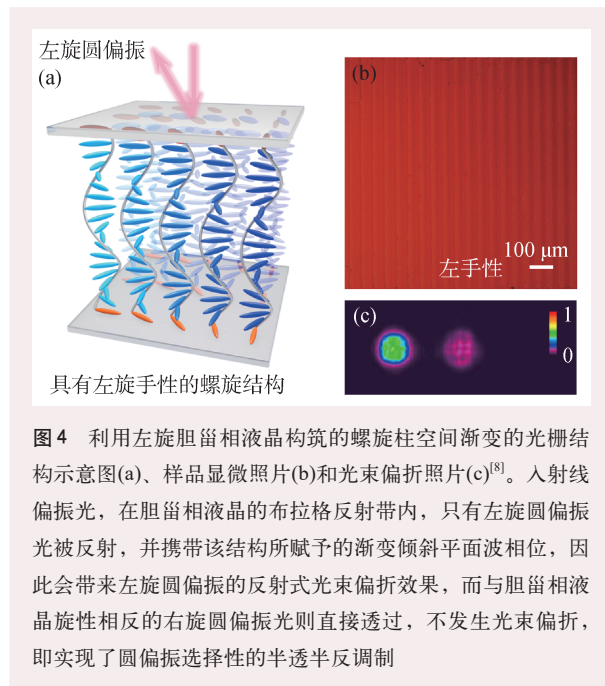 左旋圆偏振
(a)
(b)
100 μm
左手性
(c)
1
0
具有左旋手性的螺旋结构
图4 利用左旋胆甾相液晶构筑的螺旋柱空间渐变的光栅结
构示意图(a)、样品显微照片(b)和光束偏折照片(c)[8]。入射线
偏振光，在胆甾相液晶的布拉格反射带内，只有左旋圆偏振
光被反射，并携带该结构所赋予的渐变倾斜平面波相位，因
此会带来左旋圆偏振的反射式光束偏折效果，而与胆甾相液
晶旋性相反的右旋圆偏振光则直接透过，不发生光束偏折，
即实现了圆偏振选择性的半透半反调制